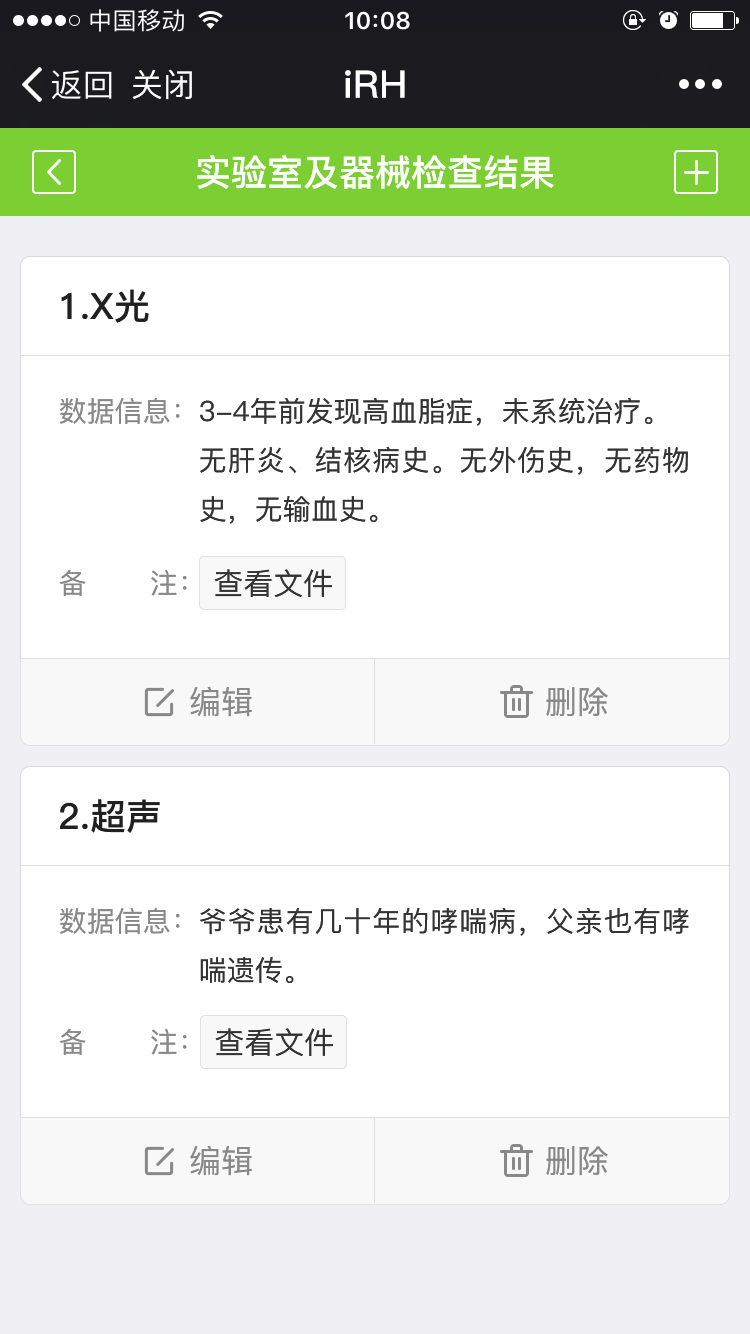 中国移动 10:08
返回 关闭 iRH
实验室及器械检查结果
1.X光
数据信息： 3-4年前发现高血脂症，未系统治疗。
无肝炎、结核病史。无外伤史，无药物
史，无输血史。
备 注： 查看文件
编辑 删除
2.超声
数据信息： 爷爷患有几十年的哮喘病，父亲也有哮
喘遗传。
备 注： 查看文件
编辑 删除